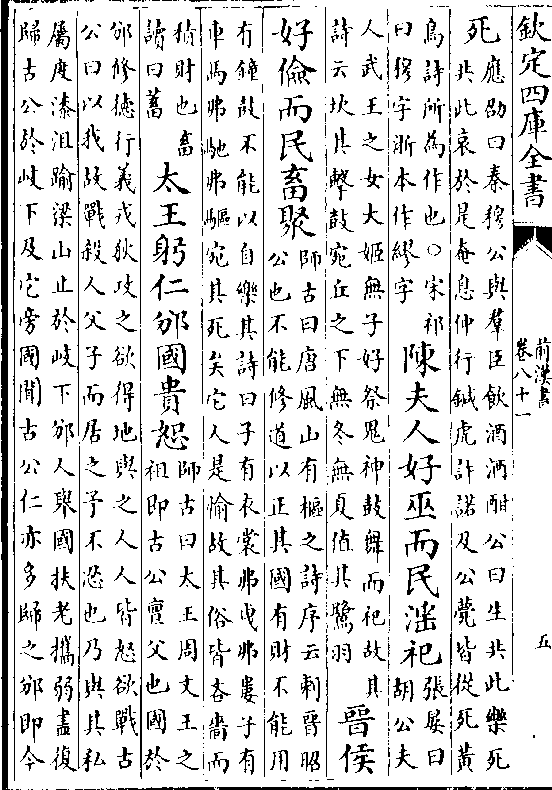 欽定四庫全書
前漢書
卷八十一
五
死應劭曰秦穆公與羣臣飲酒酒酣公曰生共此樂死
共此哀於是奄息仲行鍼虎許諾及公薨皆從死黃
鳥詩所為作也○宋祁
曰穆字浙本作繆字陳夫人好巫而民淫祀張晏曰
胡公夫
人武王之女大姬無子好祭鬼神鼓舞而祀故其
詩云坎其擊鼓宛丘之下無冬無夏值其鷺羽晉侯
好儉而民畜聚師古曰唐風山有樞之詩序云刺晉昭
公也不能修道以正其國有財不能用
有鐘鼓不能以自樂其詩曰子有衣裳弗曳弗婁子有
車馬弗馳弗驅宛其死矣它人是愉故其俗皆吝嗇而
積財也畜
讀曰蓄太王躬仁邠國貴恕師古曰太王周文王之
祖即古公亶父也國於
邠修德行義戎狄攻之欲得地與之人人皆怒欲戰古
公曰以我故戰殺人父子而居之予不忍也乃與其私
屬度漆沮踰梁山止於岐下邠人舉國扶老攜弱盡復
歸古公於岐下及它旁國聞古公仁亦多歸之邠即今